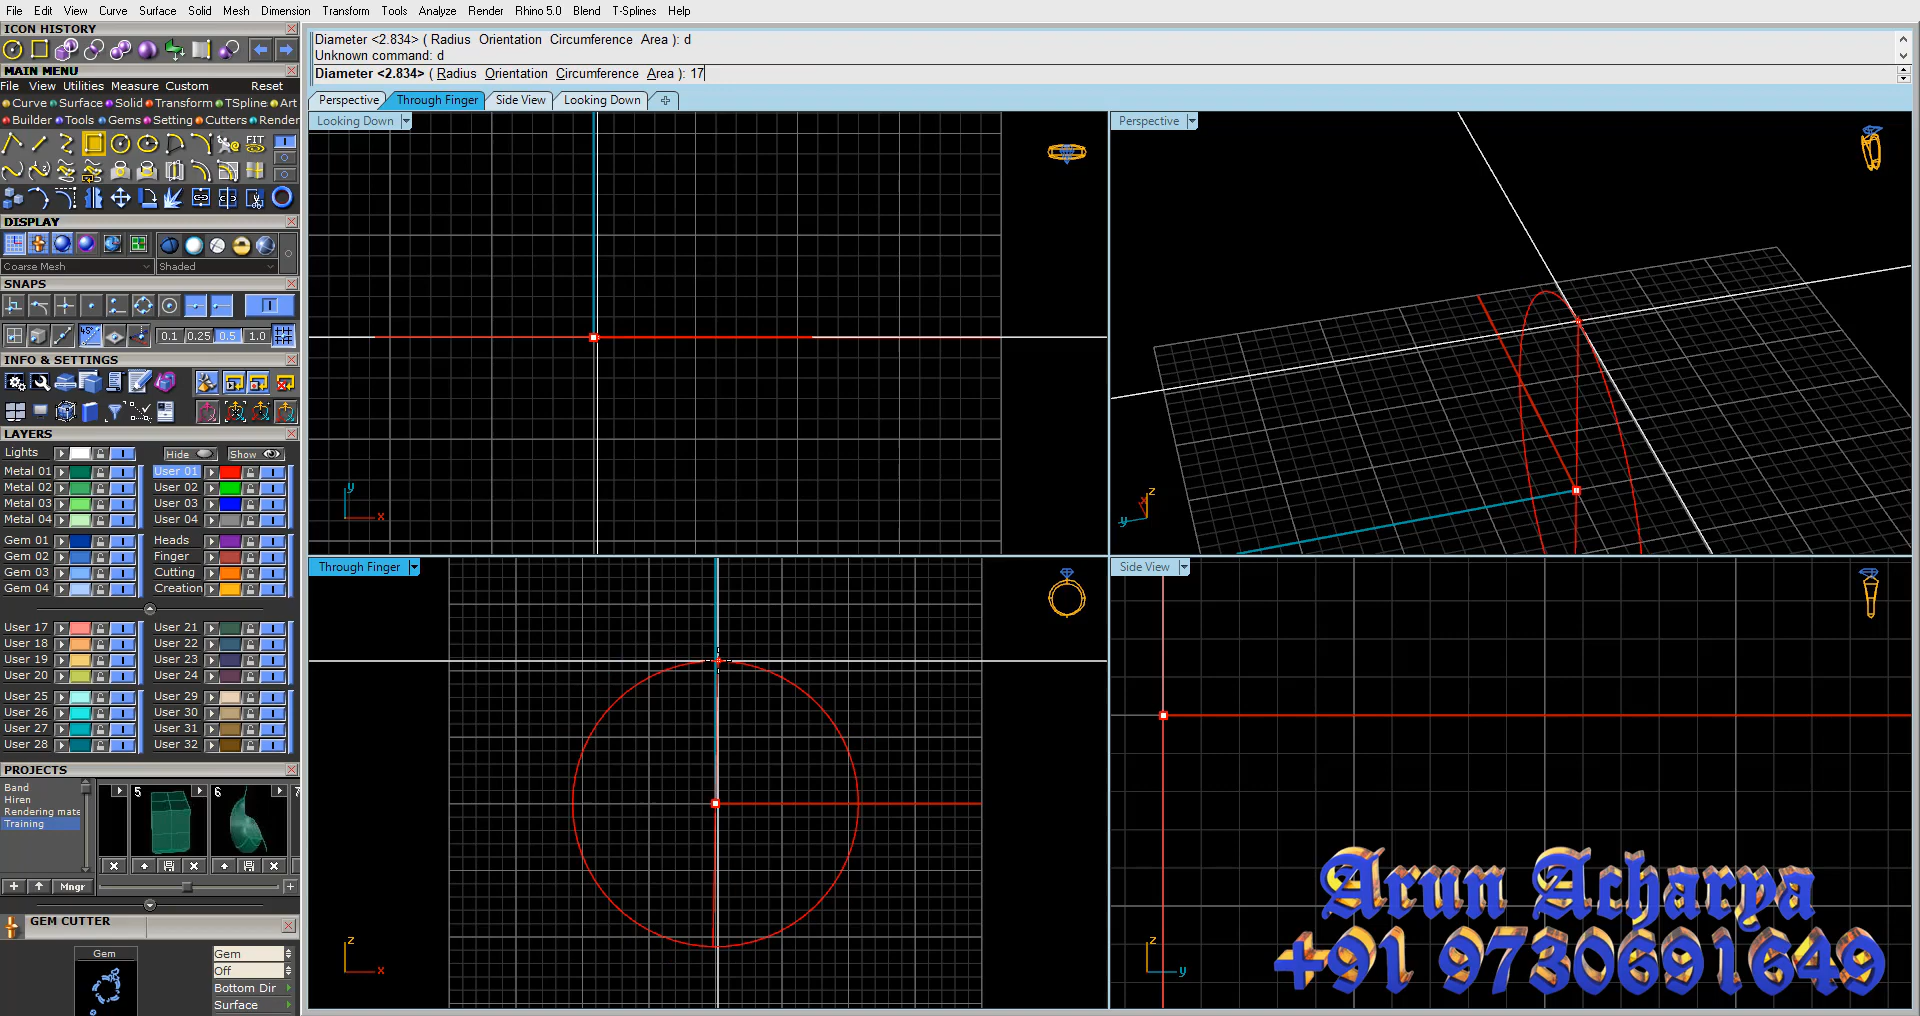 File Edit View Curve Surface Solid Mesh Dimension Transform Tools Analyze Render Rhino 5.0 Blend T-Splines Help
ICON HISTORY
MAIN MENU
File View Utilities Measure Custom Reset
Curve Surface Solid Transform TSpline Art
Builder Tools Gems Setting Cutters Render
FIT
DISPLAY
Coarse Mesh Shaded
SNAPS
45°
0.1 0.25 0.5 1.0
INFO & SETTINGS
LAYERS
Lights Hide Show
Metal 01 User 01
Metal 02 User 02
Metal 03 User 03
Metal 04 User 04
Gem 01 Heads
Gem 02 Finger
Gem 03 Cutting
Gem 04 Creation
User 17 User 21
User 18 User 22
User 19 User 23
User 20 User 24
User 25 User 29
User 26 User 30
User 27 User 31
User 28 User 32
PROJECTS
Band
Hiren
Rendering mate
Training
5 6 7
Mngr
GEM CUTTER
Gem
Gem
Off
Bottom Dir
Surface
Diameter <2.834> ( Radius Orientation Circumference Area ): d
Unknown command: d
Diameter <2.834> ( Radius Orientation Circumference Area ): 17
Perspective Through Finger Side View Looking Down
Looking Down
y
x
Perspective
z
x
y
Through Finger
z
x
Side View
z
y
Arun Acharya
+91 9730691649